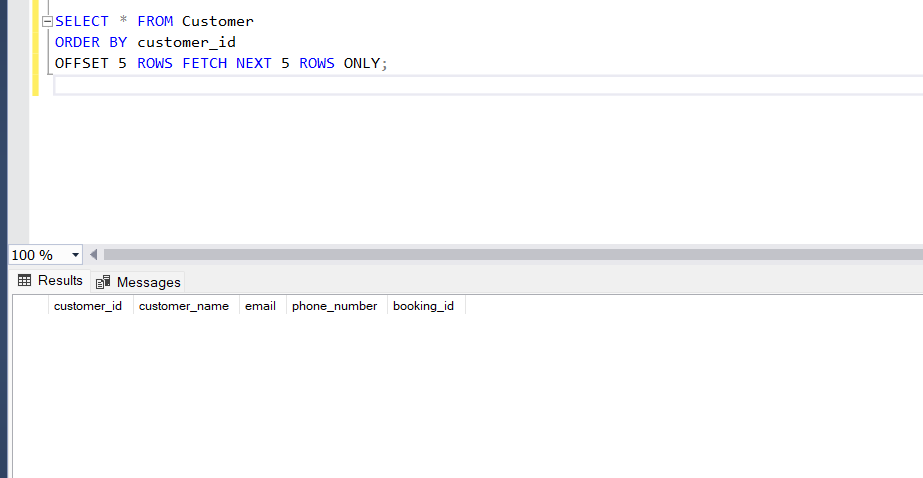 SELECT * FROM Customer
ORDER BY customer_id
OFFSET 5 ROWS FETCH NEXT 5 ROWS ONLY;
100 %
Results Messages
customer_id customer_name email phone_number booking_id